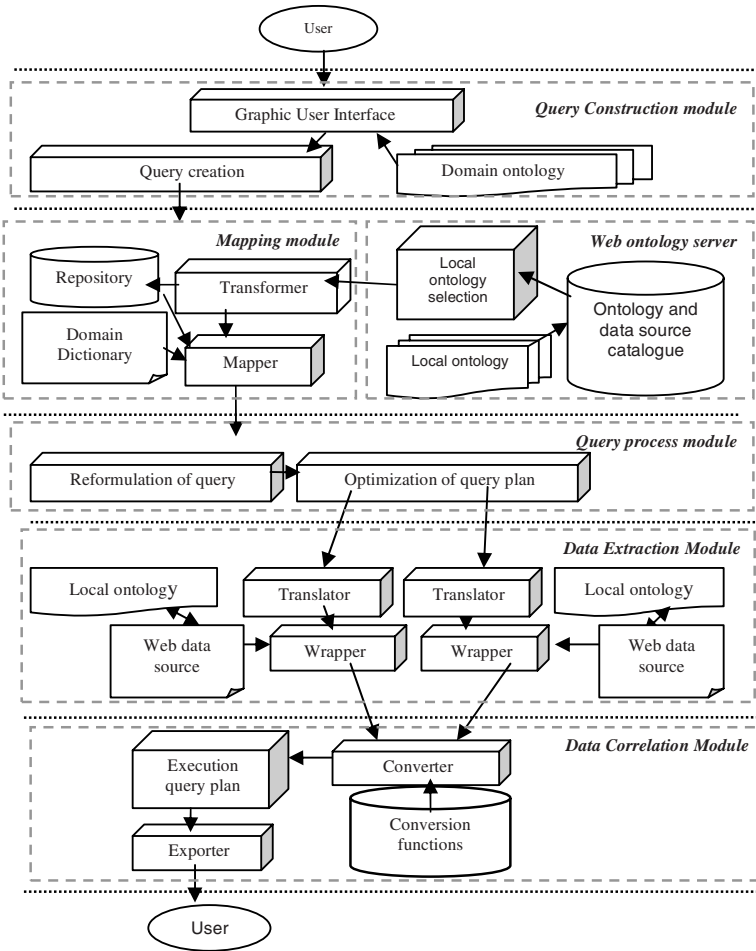 User
Graphic User Interface
Query Construction module
Query creation
Domain ontology
Mapping module
Repository
Transformer
Domain
Dictionary
Mapper
Web ontology server
Local
ontology
selection
Ontology and
data source
catalogue
Local ontology
Query process module
Reformulation of query
Optimization of query plan
Data Extraction Module
Local ontology
Translator
Translator
Local ontology
Web data
source
Wrapper
Wrapper
Web data
source
Data Correlation Module
Execution
query plan
Converter
Conversion
functions
Exporter
User